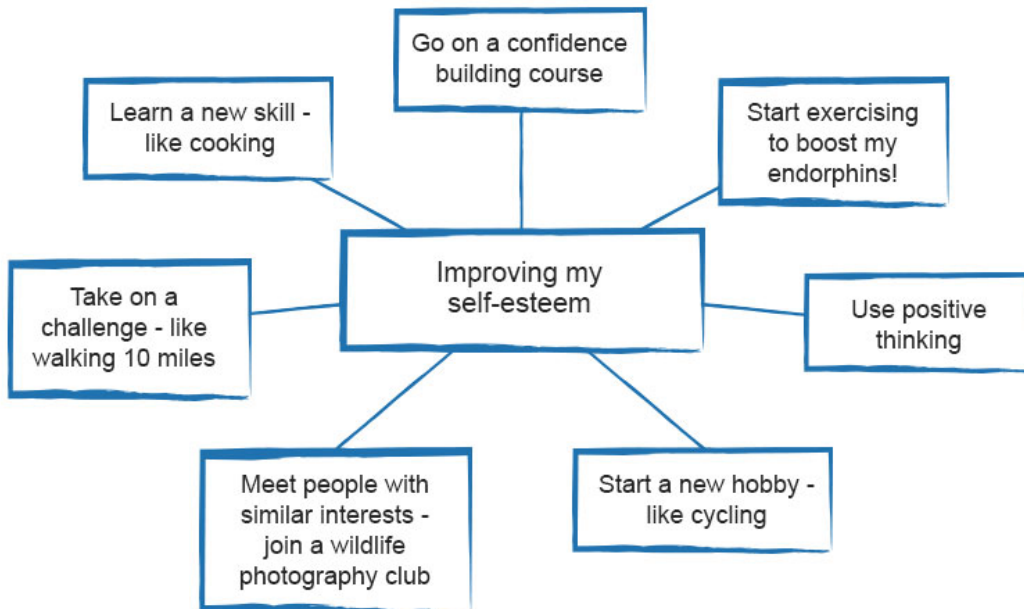 Go on a confidence
building course
Learn a new skill -
like cooking
Start exercising
to boost my
endorphins!
Improving my
self-esteem
Take on a
challenge - like
walking 10 miles
Use positive
thinking
Meet people with
similar interests -
join a wildlife
photography club
Start a new hobby -
like cycling